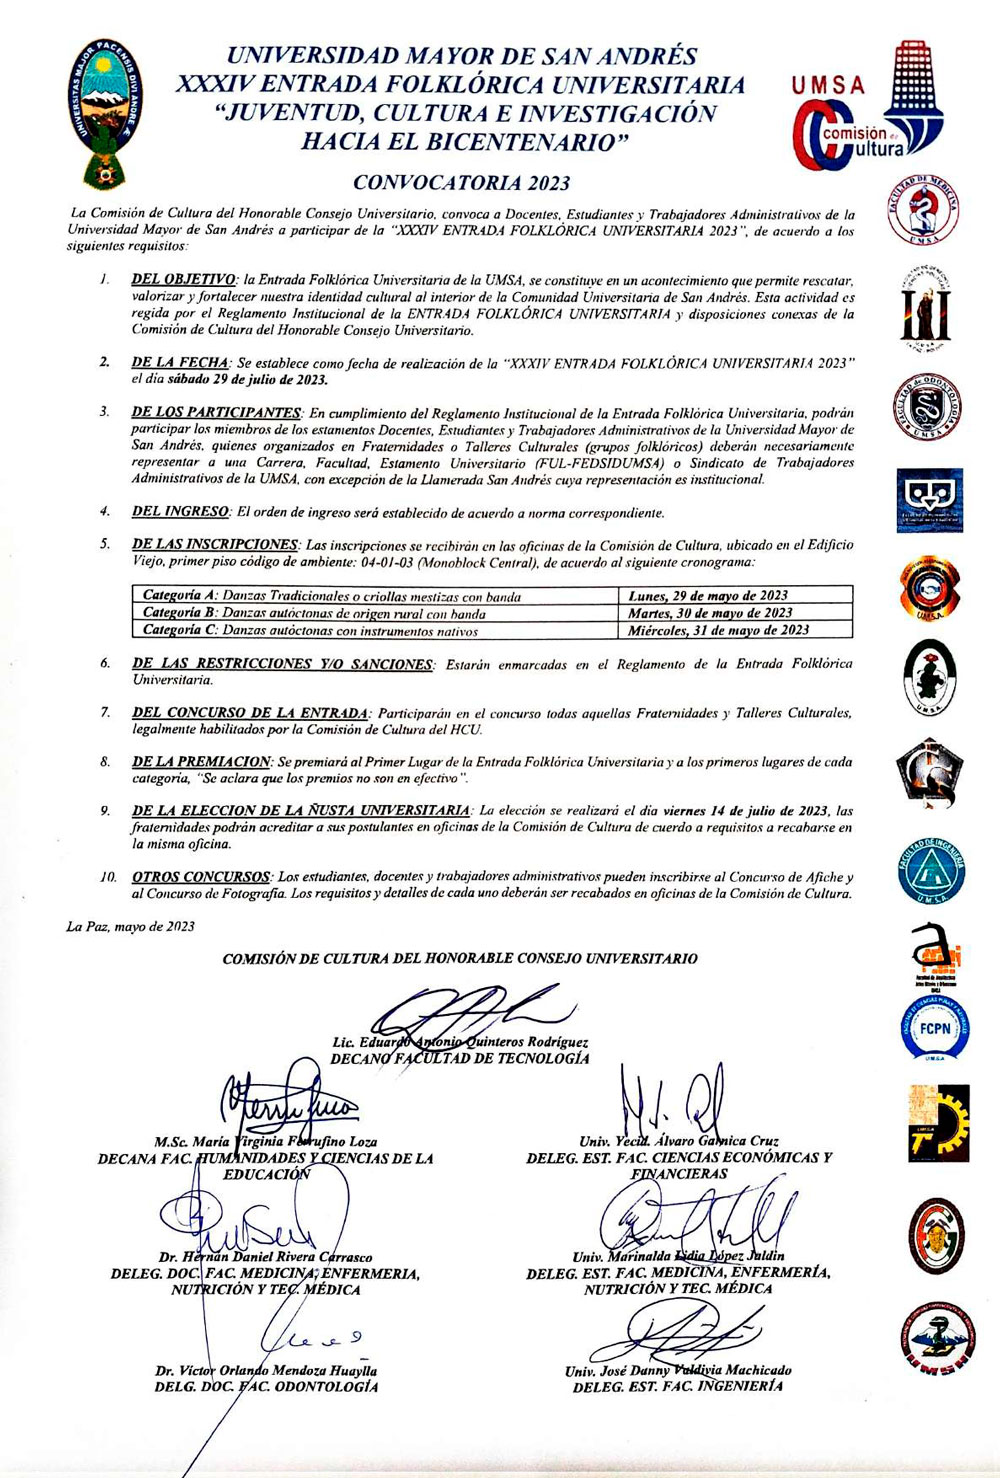 UNIVERSIDAD MAYOR DE SAN ANDRÉS
XXXIV ENTRADA FOLKLÓRICA UNIVERSITARIA
“JUVENTUD, CULTURA E INVESTIGACIÓN
HACIA EL BICENTENARIO”
CONVOCATORIA 2023
UNIVERSITAS MAJOR PACENSIS DIVI ANDREÆ
UMSA
comisión de
Cultura
La Comisión de Cultura del Honorable Consejo Universitario, convoca a Docentes, Estudiantes y Trabajadores Administrativos de la
Universidad Mayor de San Andrés a participar de la “XXXIV ENTRADA FOLKLÓRICA UNIVERSITARIA 2023”, de acuerdo a los
siguientes requisitos:
1. DEL OBJETIVO: la Entrada Folklórica Universitaria de la UMSA, se constituye en un acontecimiento que permite rescatar,
valorizar y fortalecer nuestra identidad cultural al interior de la Comunidad Universitaria de San Andrés. Esta actividad es
regida por el Reglamento Institucional de la ENTRADA FOLKLÓRICA UNIVERSITARIA y disposiciones conexas de la
Comisión de Cultura del Honorable Consejo Universitario.
2. DE LA FECHA: Se establece como fecha de realización de la “XXXIV ENTRADA FOLKLÓRICA UNIVERSITARIA 2023”
el día sábado 29 de julio de 2023.
3. DE LOS PARTICIPANTES: En cumplimiento del Reglamento Institucional de la Entrada Folklórica Universitaria, podrán
participar los miembros de los estamentos Docentes, Estudiantes y Trabajadores Administrativos de la Universidad Mayor de
San Andrés, quienes organizados en Fraternidades o Talleres Culturales (grupos folklóricos) deberán necesariamente
representar a una Carrera, Facultad, Estamento Universitario (FUL-FEDSIDUMSA) o Sindicato de Trabajadores
Administrativos de la UMSA, con excepción de la Llamerada San Andrés cuya representación es institucional.
4. DEL INGRESO: El orden de ingreso será establecido de acuerdo a norma correspondiente.
5. DE LAS INSCRIPCIONES: Las inscripciones se recibirán en las oficinas de la Comisión de Cultura, ubicado en el Edificio
Viejo, primer piso código de ambiente: 04-01-03 (Monoblock Central), de acuerdo al siguiente cronograma:
Categoría A: Danzas Tradicionales o criollas mestizas con banda Lunes, 29 de mayo de 2023
Categoría B: Danzas autóctonas de origen rural con banda Martes, 30 de mayo de 2023
Categoría C: Danzas autóctonas con instrumentos nativos Miércoles, 31 de mayo de 2023
6. DE LAS RESTRICCIONES Y/O SANCIONES: Estarán enmarcadas en el Reglamento de la Entrada Folklórica
Universitaria.
7. DEL CONCURSO DE LA ENTRADA: Participarán en el concurso todas aquellas Fraternidades y Talleres Culturales,
legalmente habilitados por la Comisión de Cultura del HCU.
8. DE LA PREMIACION: Se premiará al Primer Lugar de la Entrada Folklórica Universitaria y a los primeros lugares de cada
categoría, “Se aclara que los premios no son en efectivo”.
9. DE LA ELECCION DE LA ÑUSTA UNIVERSITARIA: La elección se realizará el día viernes 14 de julio de 2023, las
fraternidades podrán acreditar a sus postulantes en oficinas de la Comisión de Cultura de cuerdo a requisitos a recabarse en
la misma oficina.
10. OTROS CONCURSOS: Los estudiantes, docentes y trabajadores administrativos pueden inscribirse al Concurso de Afiche y
al Concurso de Fotografía. Los requisitos y detalles de cada uno deberán ser recabados en oficinas de la Comisión de Cultura.
La Paz, mayo de 2023
COMISIÓN DE CULTURA DEL HONORABLE CONSEJO UNIVERSITARIO
Lic. Eduardo Antonio Quinteros Rodríguez
DECANO FACULTAD DE TECNOLOGÍA
M.Sc. María Virginia Ferrufino Loza
DECANA FAC. HUMANIDADES Y CIENCIAS DE LA
EDUCACIÓN
Univ. Yecid. Álvaro Garnica Cruz
DELEG. EST. FAC. CIENCIAS ECONÓMICAS Y
FINANCIERAS
Dr. Hernán Daniel Rivera Carrasco
DELEG. DOC. FAC. MEDICINA, ENFERMERIA,
NUTRICIÓN Y TEC. MÉDICA
Univ. Marinalda Lidia López Jaldin
DELEG. EST. FAC. MEDICINA, ENFERMERÍA,
NUTRICIÓN Y TEC. MÉDICA
Dr. Víctor Orlando Mendoza Huaylla
DELG. DOC. FAC. ODONTOLOGÍA
Univ. José Danny Valdivia Machicado
DELEG. EST. FAC. INGENIERÍA
FACULTAD DE MEDICINA
UMSA
FACULTAD de ODONTOLOGIA
UMSA
UMSA
UMSA
FACULTAD DE INGENIERIA
U.M.S.A.
a
Facultad de Arquitectura
FCPN
UMSA
UMSA
T
UMSA